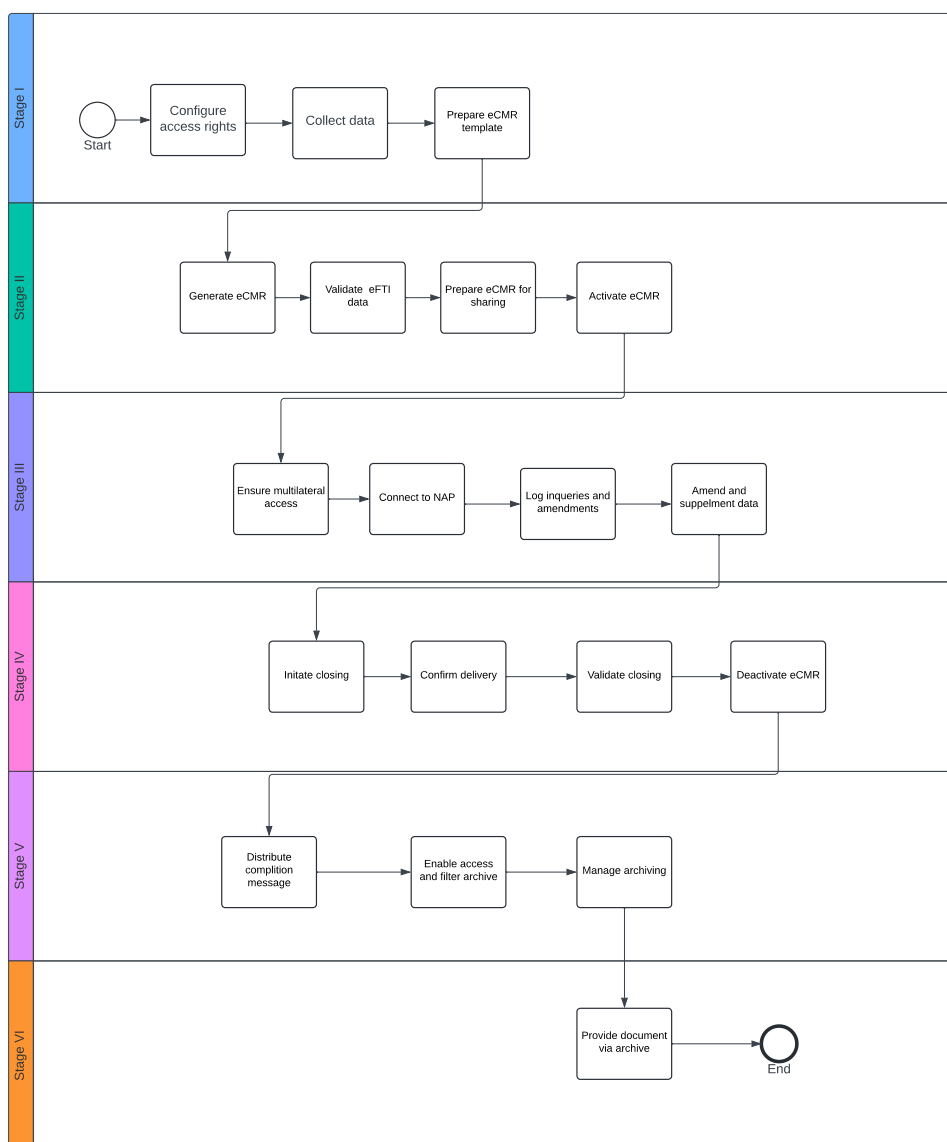 Stage I
Start
Configure
access rights
Collect data
Prepare eCMR
template
Stage II
Generate eCMR
Validate eFTI
data
Prepare eCMR for
sharing
Activate eCMR
Stage III
Ensure multilateral
access
Connect to NAP
Log inqueries and
amendments
Amend and
suppelment data
Stage IV
Initate closing
Confirm delivery
Validate closing
Deactivate eCMR
Stage V
Distribute
complition
message
Enable access
and filter archive
Manage archiving
Stage VI
Provide document
via archive
End